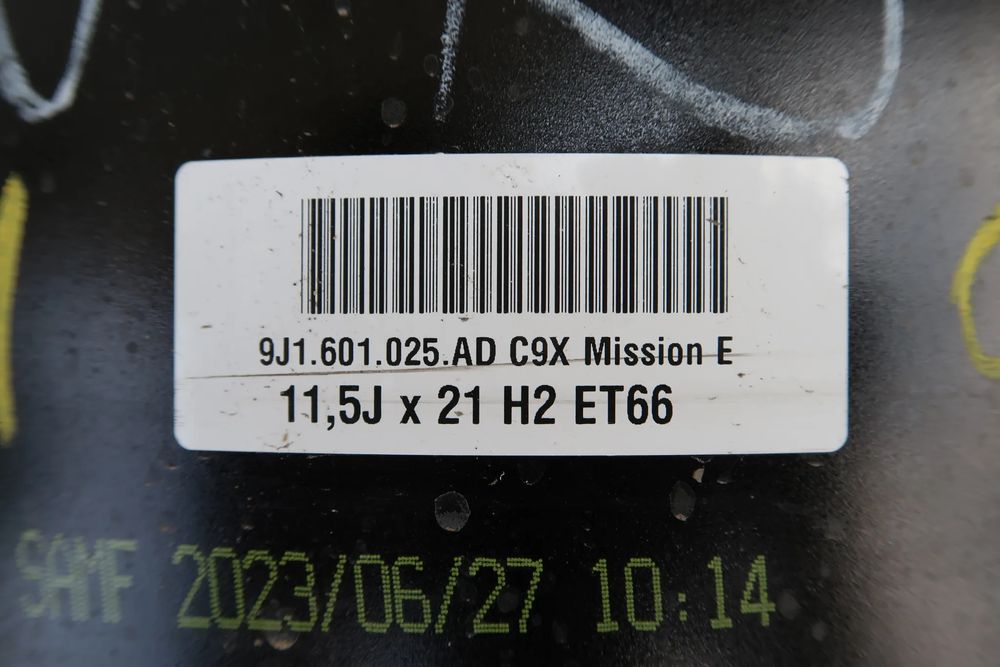 9J1.601.025.AD C9X Mission E
11,5J x 21 H2 ET66
SAMF 2023/06/27 10:14